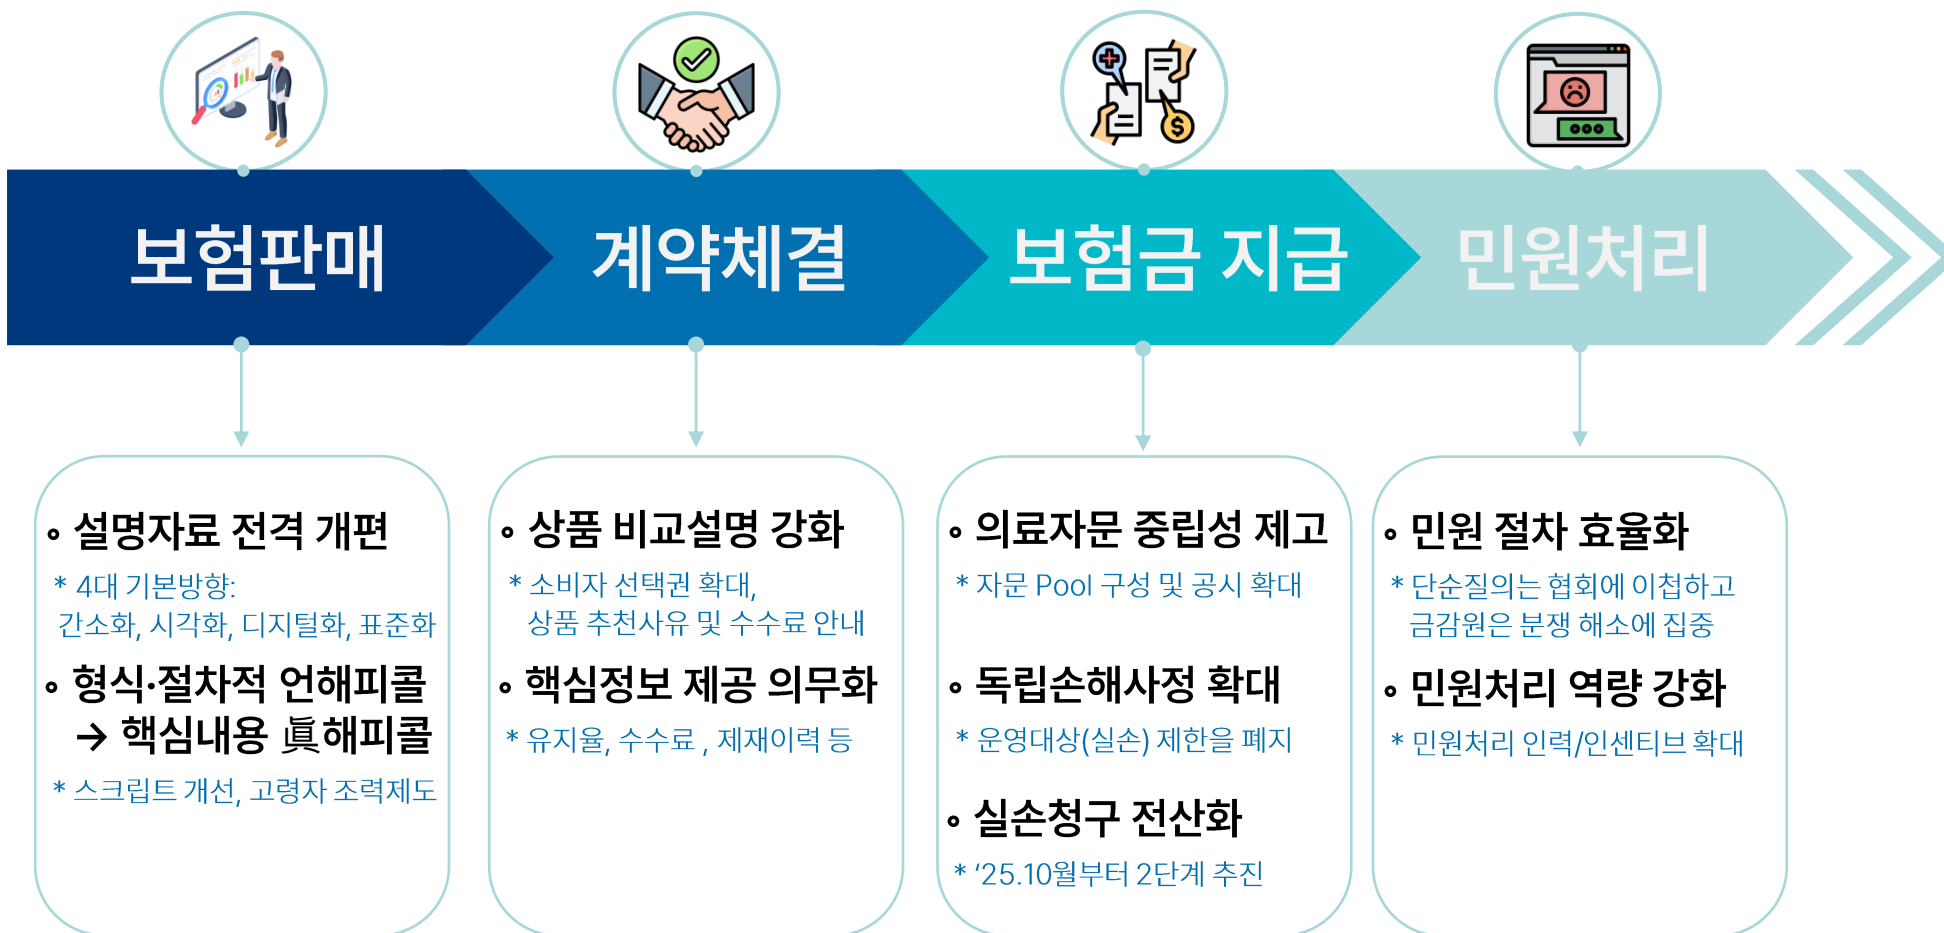 보험판매
계약체결
보험금 지급
민원처리
∘ 설명자료 전격 개편
* 4대 기본방향:
간소화, 시각화, 디지털화, 표준화
∘ 형식·절차적 언해피콜
→ 핵심내용 眞해피콜
* 스크립트 개선, 고령자 조력제도
∘ 상품 비교설명 강화
* 소비자 선택권 확대,
상품 추천사유 및 수수료 안내
∘ 핵심정보 제공 의무화
* 유지율, 수수료 , 제재이력 등
∘ 의료자문 중립성 제고
* 자문 Pool 구성 및 공시 확대
∘ 독립손해사정 확대
* 운영대상(실손) 제한을 폐지
∘ 실손청구 전산화
* ‘25.10월부터 2단계 추진
∘ 민원 절차 효율화
* 단순질의는 협회에 이첩하고
금감원은 분쟁 해소에 집중
∘ 민원처리 역량 강화
* 민원처리 인력/인센티브 확대